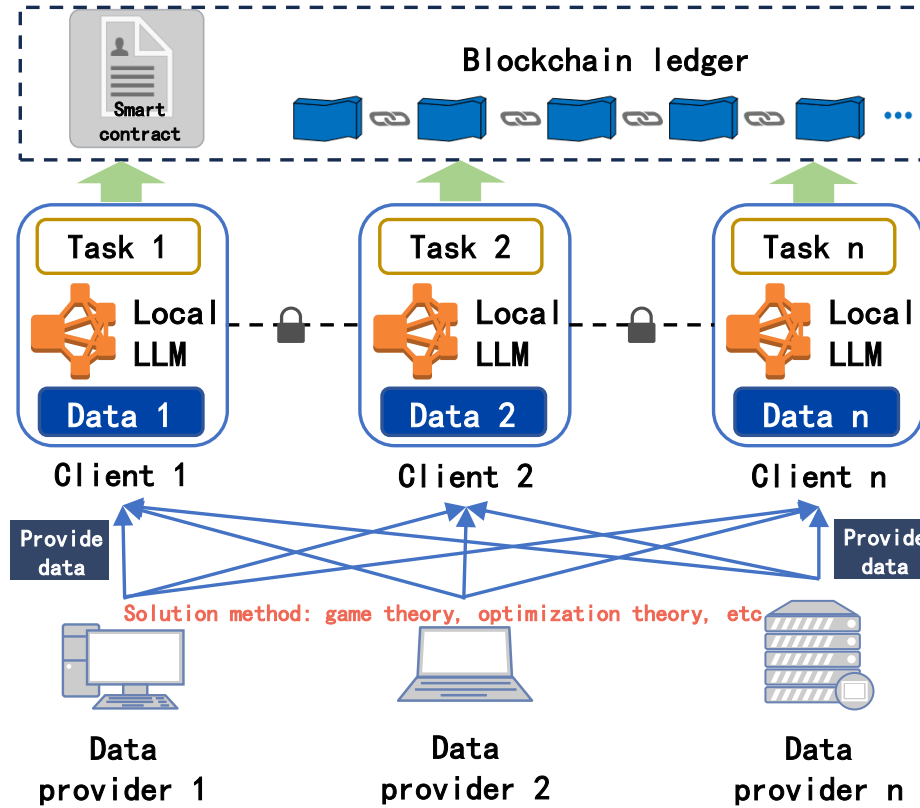 Blockchain ledger
Smart
contract
Task 1
Task 2
Task n
Local
LLM
Local
LLM
Local
LLM
Data 1
Data 2
Data n
Client 1
Client 2
Client n
Provide
data
Provide
data
Solution method: game theory, optimization theory, etc
Data
provider 1
Data
provider 2
Data
provider n